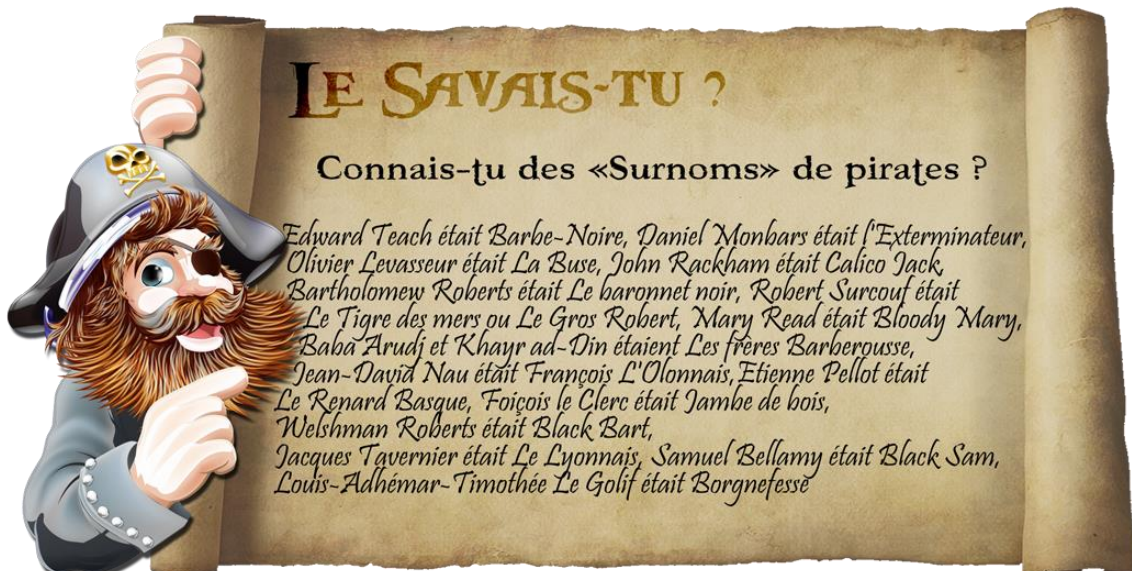 Le Savais-tu ?
Connais-tu des «Surnoms» de pirates ?
Edward Teach était Barbe-Noire, Daniel Monbars était l'Exterminateur,
Olivier Levasseur était La Buse, John Rackham était Calico Jack,
Bartholomew Roberts était Le baronnet noir, Robert Surcouf était
Le Tigre des mers ou Le Gros Robert, Mary Read était Bloody Mary,
Baba Arudj et Khayr ad-Din étaient Les frères Barberousse,
Jean-David Nau était François L'Olonnais, Etienne Pellot était
Le Renard Basque, Foiçois le Clerc était Jambe de bois,
Welshman Roberts était Black Bart,
Jacques Tavernier était Le Lyonnais, Samuel Bellamy était Black Sam,
Louis-Adhémar-Timothée Le Golif était Borgnefesse